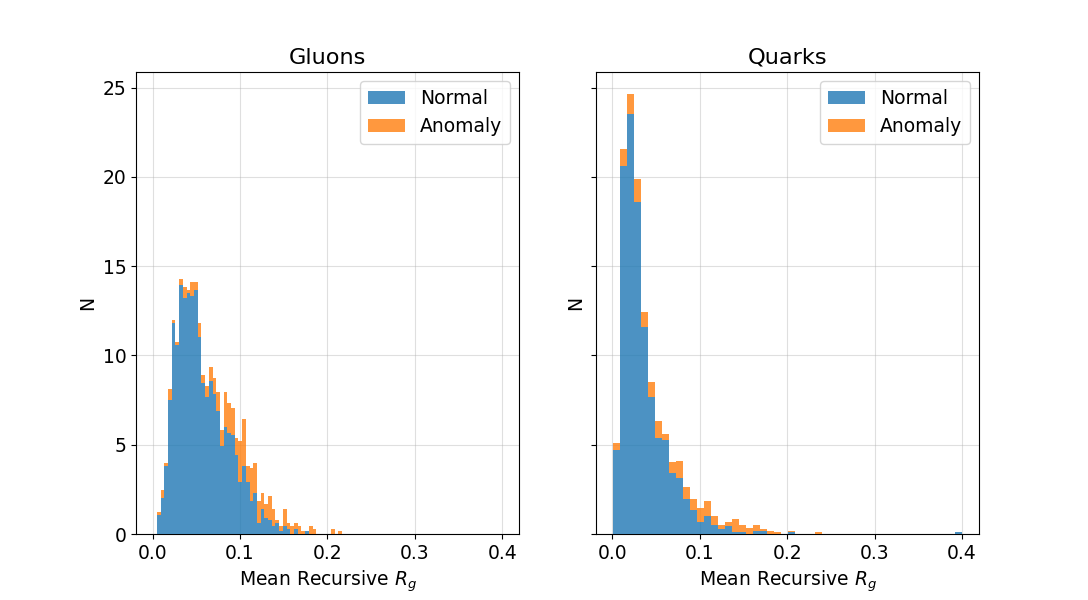 Gluons
Normal
Anomaly
N
25
20
15
10
5
0
0.0 0.1 0.2 0.3 0.4
Mean Recursive $R_g$
Quarks
Normal
Anomaly
N
0.0 0.1 0.2 0.3 0.4
Mean Recursive $R_g$